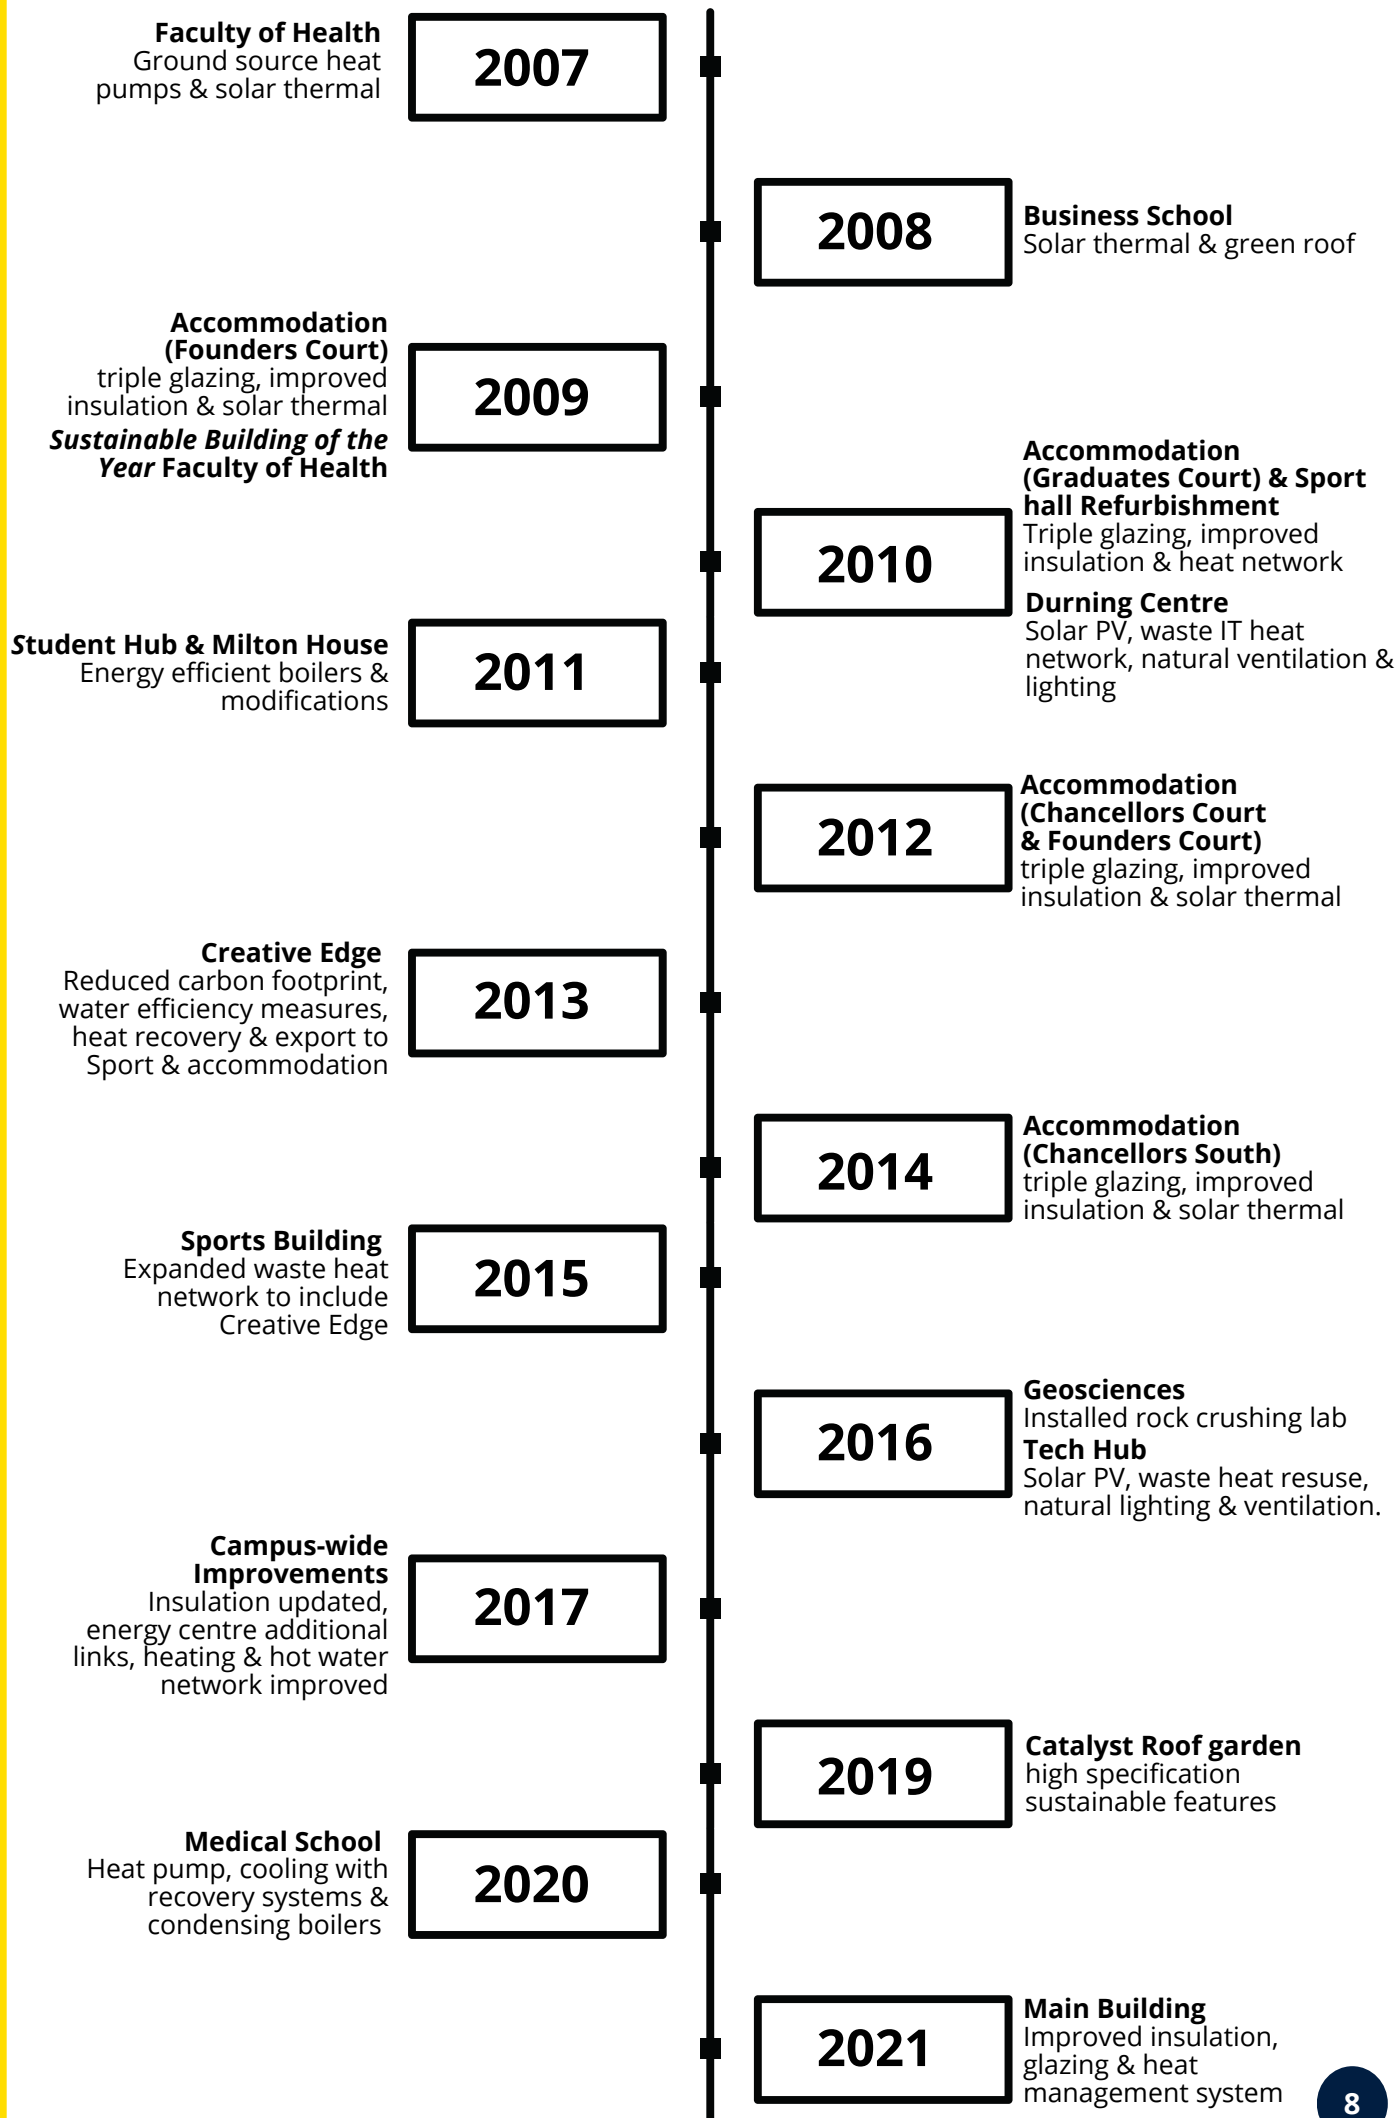 Faculty of Health
Ground source heat
pumps & solar thermal
2007
2008
Business School
Solar thermal & green roof
Accommodation
(Founders Court)
triple glazing, improved
insulation & solar thermal
Sustainable Building of the
Year Faculty of Health
2009
2010
Accommodation
(Graduates Court) & Sport
hall Refurbishment
Triple glazing, improved
insulation & heat network
Durning Centre
Solar PV, waste IT heat
network, natural ventilation &
lighting
Student Hub & Milton House
Energy efficient boilers &
modifications
2011
2012
Accommodation
(Chancellors Court
& Founders Court)
triple glazing, improved
insulation & solar thermal
Creative Edge
Reduced carbon footprint,
water efficiency measures,
heat recovery & export to
Sport & accommodation
2013
2014
Accommodation
(Chancellors South)
triple glazing, improved
insulation & solar thermal
Sports Building
Expanded waste heat
network to include
Creative Edge
2015
2016
Geosciences
Installed rock crushing lab
Tech Hub
Solar PV, waste heat resuse,
natural lighting & ventilation.
Campus-wide
Improvements
Insulation updated,
energy centre additional
links, heating & hot water
network improved
2017
2019
Catalyst Roof garden
high specification
sustainable features
Medical School
Heat pump, cooling with
recovery systems &
condensing boilers
2020
2021
Main Building
Improved insulation,
glazing & heat
management system
8